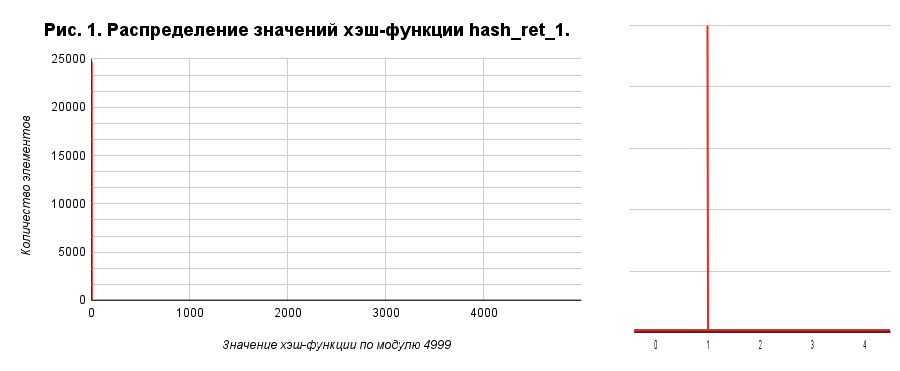 Рис. 1. Распределение значений хэш-функции hash_ret_1.
25000
20000
15000
10000
5000
0
Количество элементов
0 1000 2000 3000 4000
Значение хэш-функции по модулю 4999
0 1 2 3 4